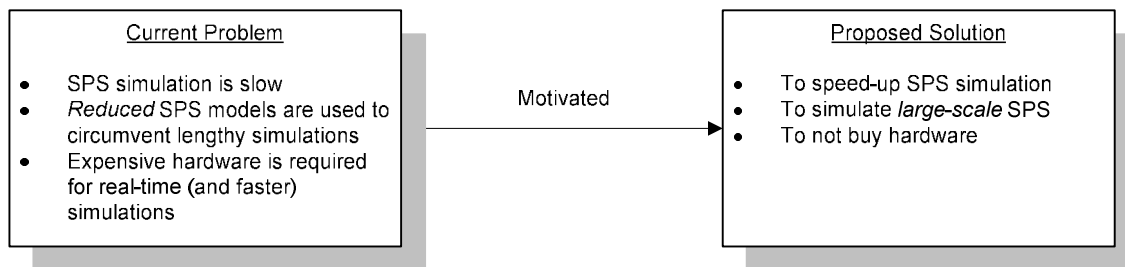 Current Problem
● SPS simulation is slow
● Reduced SPS models are used to
circumvent lengthy simulations
● Expensive hardware is required
for real-time (and faster)
simulations
Motivated
Proposed Solution
● To speed-up SPS simulation
● To simulate large-scale SPS
● To not buy hardware